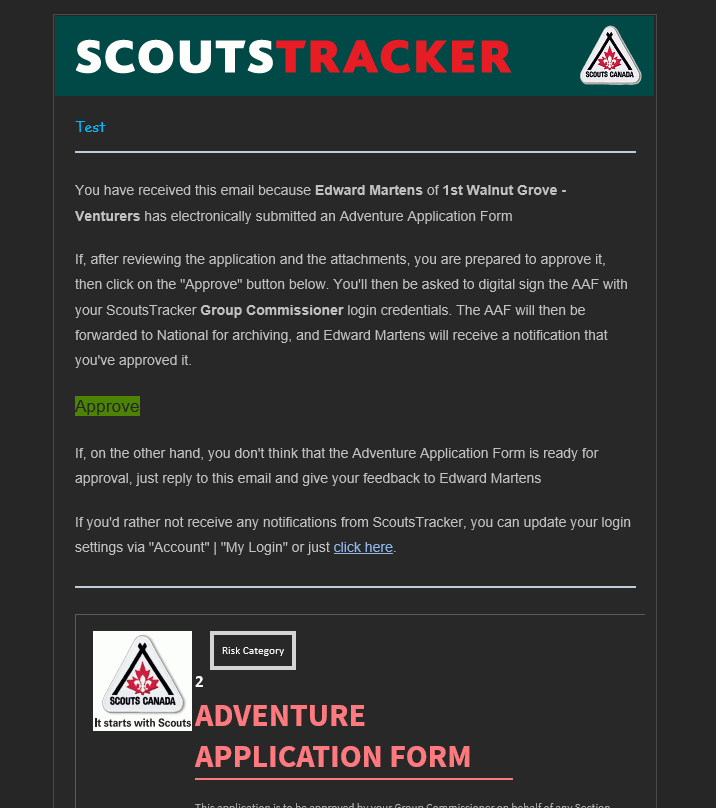 SCOUTSTRACKER
SCOUTS CANADA
Test
You have received this email because Edward Martens of 1st Walnut Grove -
Venturers has electronically submitted an Adventure Application Form
If, after reviewing the application and the attachments, you are prepared to approve it,
then click on the "Approve" button below. You'll then be asked to digital sign the AAF with
your ScoutsTracker Group Commissioner login credentials. The AAF will then be
forwarded to National for archiving, and Edward Martens will receive a notification that
you've approved it.
Approve
If, on the other hand, you don't think that the Adventure Application Form is ready for
approval, just reply to this email and give your feedback to Edward Martens
If you'd rather not receive any notifications from ScoutsTracker, you can update your login
settings via "Account" | "My Login" or just click here.
SCOUTS CANADA
It starts with Scouts
Risk Category
2
ADVENTURE
APPLICATION FORM
This application is to be approved by your Group Commissioner on behalf of any Section